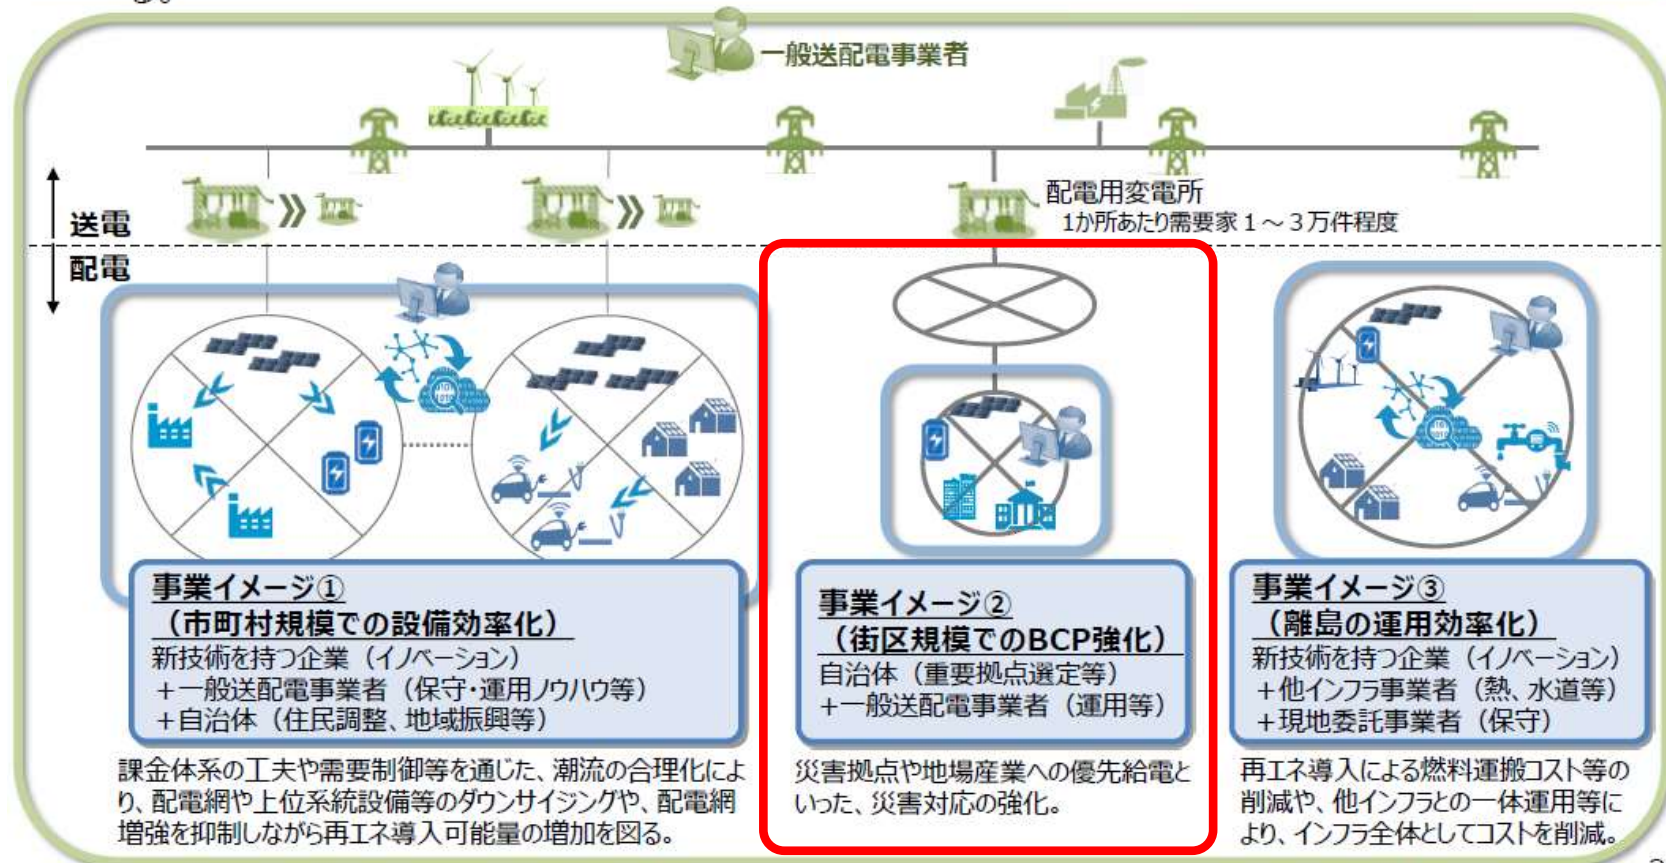 る。
一般送配電事業者
配電用変電所
1か所あたり需要家1～3万件程度
送電
配電
事業イメージ①
（市町村規模での設備効率化）
新技術を持つ企業（イノベーション）
＋一般送配電事業者（保守・運用ノウハウ等）
＋自治体（住民調整、地域振興等）
課金体系の工夫や需要制御等を通じた、潮流の合理化によ
り、配電網や上位系統設備等のダウンサイジングや、配電網
増強を抑制しながら再エネ導入可能量の増加を図る。
事業イメージ②
（街区規模でのBCP強化）
自治体（重要拠点選定等）
＋一般送配電事業者（運用等）
災害拠点や地場産業への優先給電と
いった、災害対応の強化。
事業イメージ③
（離島の運用効率化）
新技術を持つ企業（イノベーション）
＋他インフラ事業者（熱、水道等）
＋現地委託事業者（保守）
再エネ導入による燃料運搬コスト等の
削減や、他インフラとの一体運用等に
より、インフラ全体としてコストを削減。